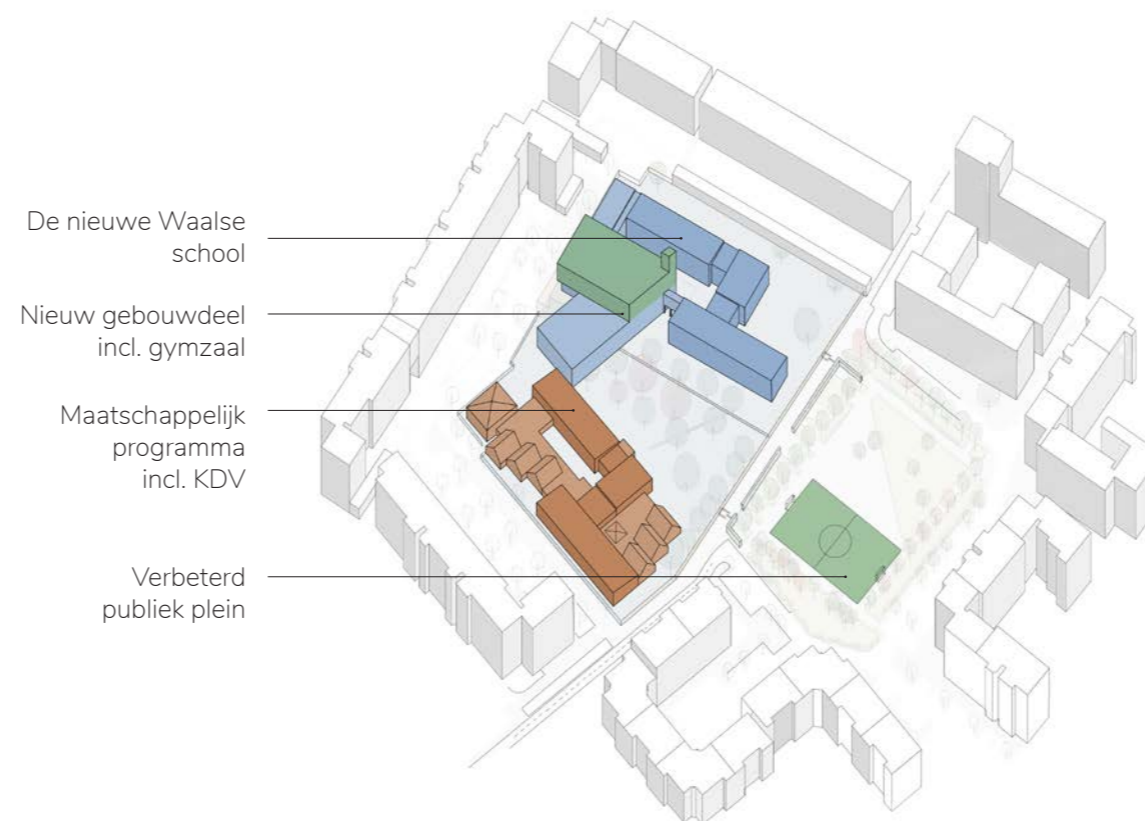 De nieuwe Waalse
school
Nieuw gebouwdeel
incl. gymzaal
Maatschappelijk
programma
incl. KDV
Verbeterd
publiek plein